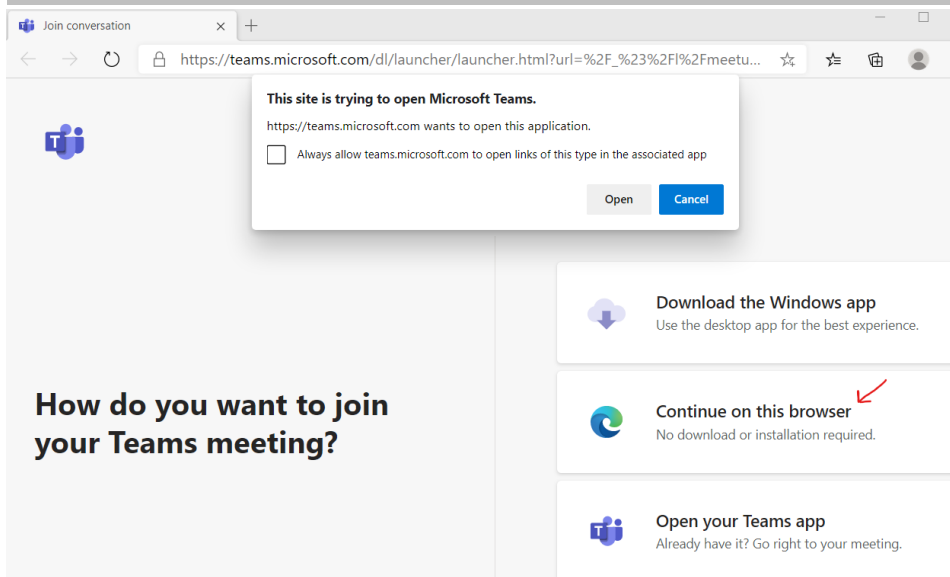 Join conversation
https://teams.microsoft.com/dl/launcher/launcher.html?url=%2F_%23%2Fl%2Fmeetu...
This site is trying to open Microsoft Teams.
https://teams.microsoft.com wants to open this application.
Always allow teams.microsoft.com to open links of this type in the associated app
Open
Cancel
How do you want to join
your Teams meeting?
Download the Windows app
Use the desktop app for the best experience.
Continue on this browser
No download or installation required.
Open your Teams app
Already have it? Go right to your meeting.